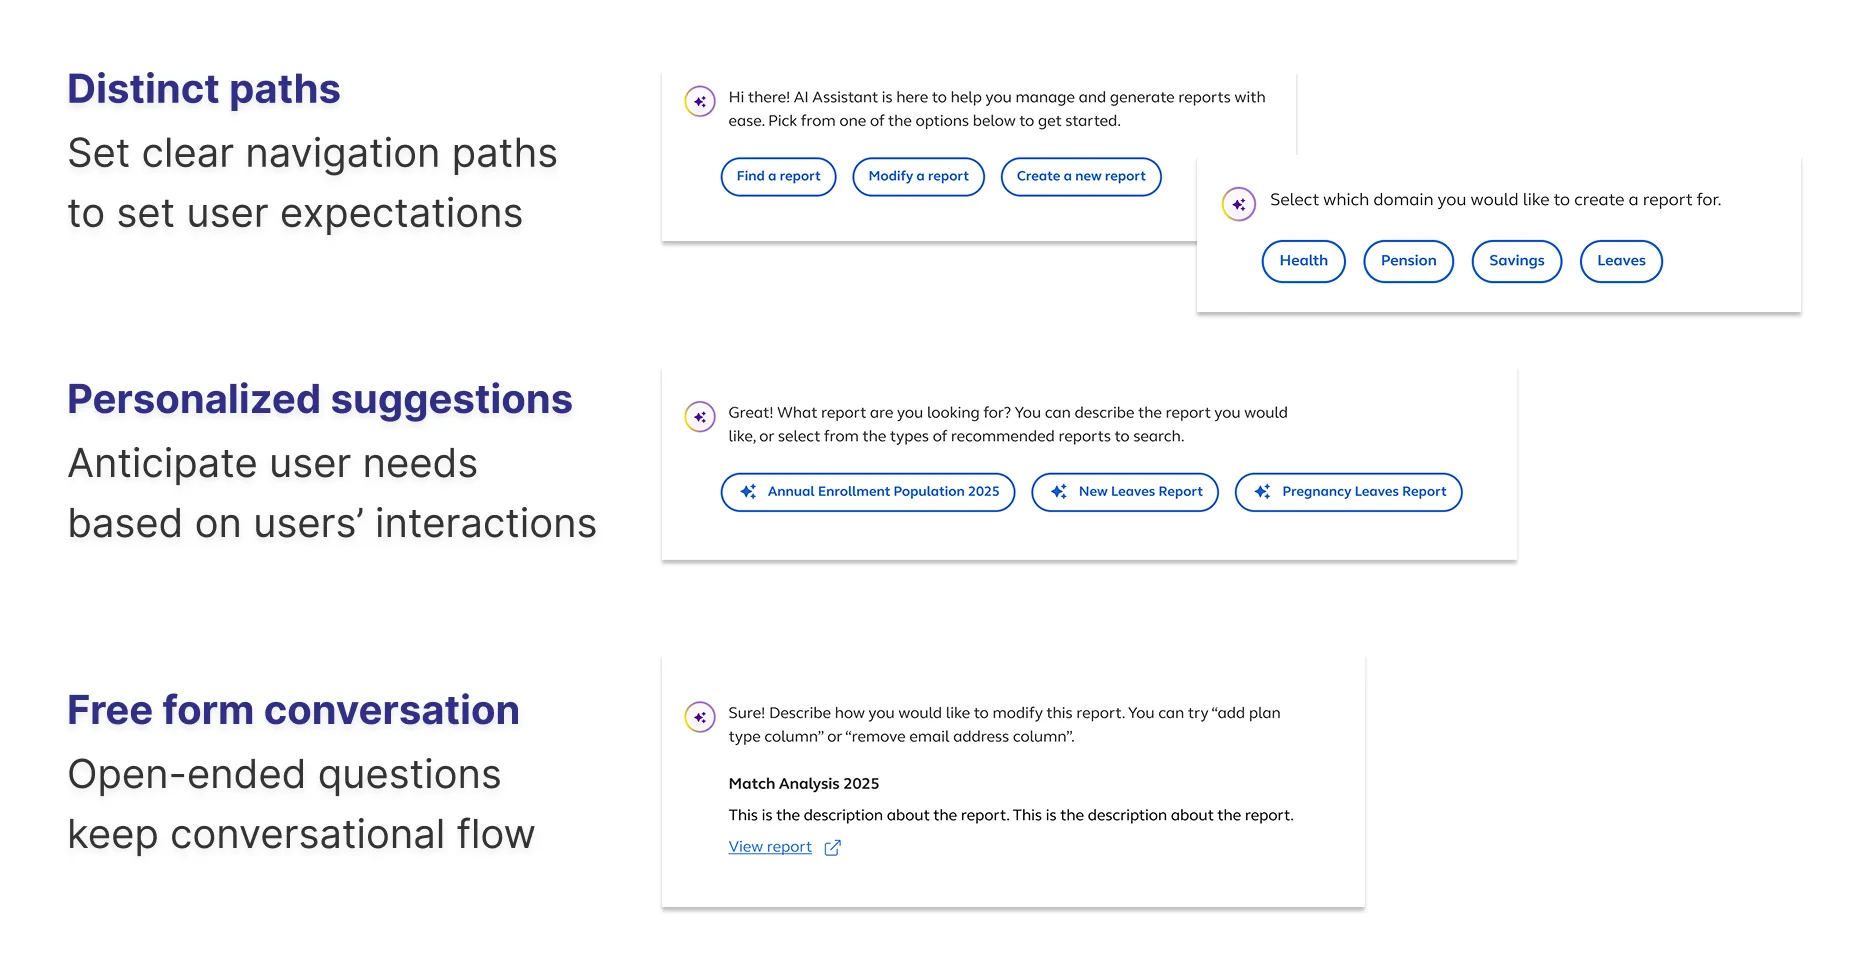 Distinct paths
Set clear navigation paths
to set user expectations
Hi there! AI Assistant is here to help you manage and generate reports with
ease. Pick from one of the options below to get started.
Find a report
Modify a report
Create a new report
Select which domain you would like to create a report for.
Health
Pension
Savings
Leaves
Personalized suggestions
Anticipate user needs
based on users’ interactions
Great! What report are you looking for? You can describe the report you would
like, or select from the types of recommended reports to search.
Annual Enrollment Population 2025
New Leaves Report
Pregnancy Leaves Report
Free form conversation
Open-ended questions
keep conversational flow
Sure! Describe how you would like to modify this report. You can try “add plan
type column” or “remove email address column”.
Match Analysis 2025
This is the description about the report. This is the description about the report.
View report